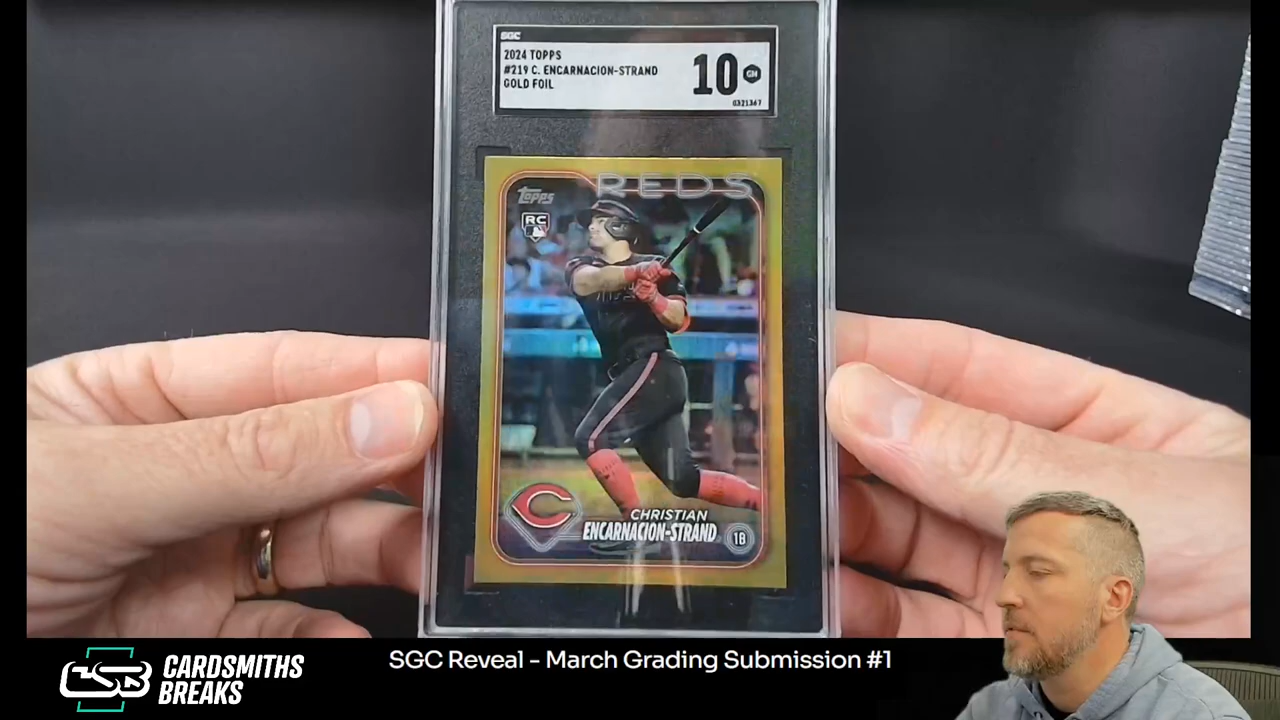 SGC
2024 TOPPS
#219 C. ENCARNACION-STRAND
GOLD FOIL
10 GM
0321367
REDS
Topps
RC
CHRISTIAN
ENCARNACION-STRAND
1B
CSB
CARDSMITHS
BREAKS
SGC Reveal - March Grading Submission #1